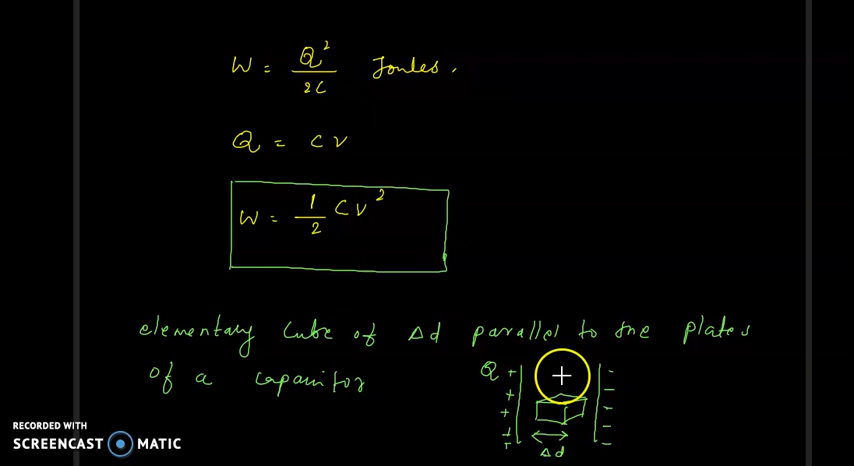 W = Q²/2C Joules.
Q = CV
W = 1/2 CV²
elementary cube of Δd parallel to the plates
of a capacitor
Q + -
+ -
+ -
+ -
+ -
Δd
RECORDED WITH
SCREENCAST MATIC